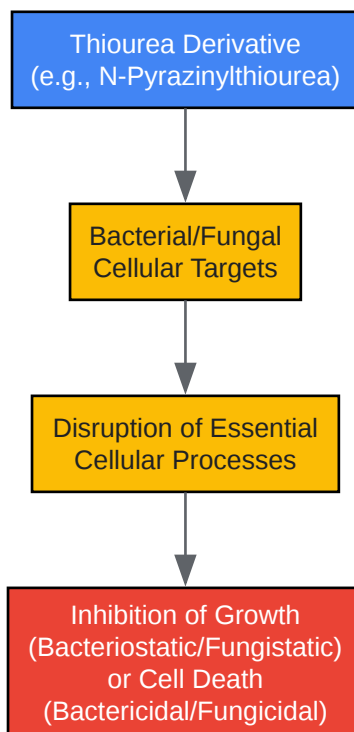 Thiourea Derivative
(e.g., N-Pyrazinylthiourea)
Bacterial/Fungal
Cellular Targets
Disruption of Essential
Cellular Processes
Inhibition of Growth
(Bacteriostatic/Fungistatic)
or Cell Death
(Bactericidal/Fungicidal)